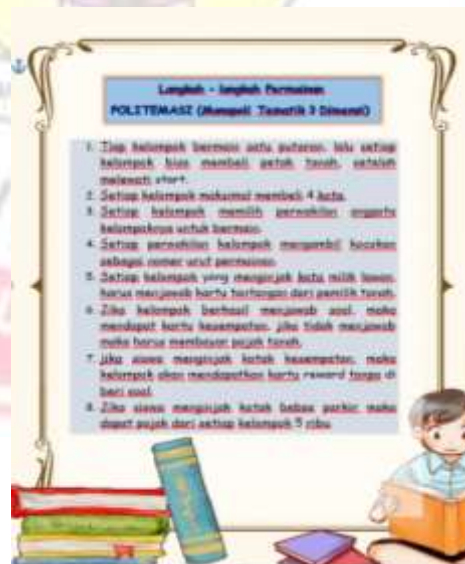 Langkah - langkah Permainan
POLITEMASI (Monopoli Tematik 3 Dimensi)
1. Tiap kelompok bermain satu putaran, lalu setiap
kelompok bisa membeli petak tanah, setelah
melewati start.
2. Setiap kelompok maksimal membeli 4 kota.
3. Setiap kelompok memilih perwakilan anggota
kelompoknya untuk bermain.
4. Setiap perwakilan kelompok mengambil kocokan
sebagai nomer urut permainan.
5. Setiap kelompok yang menginjak kota milik lawan,
harus menjawab kartu tantangan dari pemilik tanah.
6. Jika kelompok berhasil menjawab soal, maka
mendapat kartu kesempatan, jika tidak menjawab
maka harus membayar pajak tanah.
7. jika siswa menginjak kotak kesempatan, maka
kelompok akan mendapatkan kartu reward tanpa di
beri soal.
8. Jika siswa menginjak kotak bebas parkir maka
dapat pajak dari setiap kelompok 5 ribu.